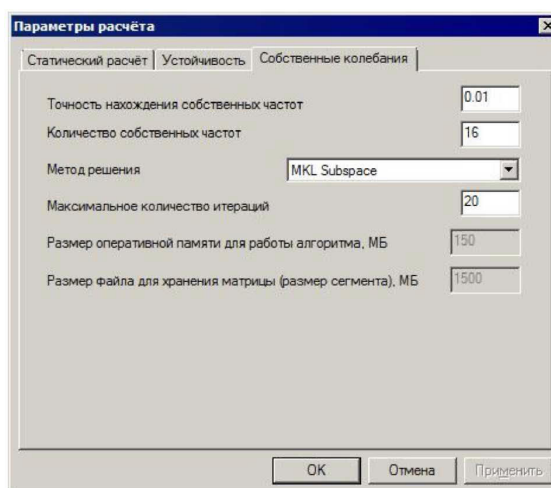 Параметры расчёта
Статический расчёт Устойчивость Собственные колебания
Точность нахождения собственных частот 0.01
Количество собственных частот 16
Метод решения MKL Subspace
Максимальное количество итераций 20
Размер оперативной памяти для работы алгоритма, МБ 150
Размер файла для хранения матрицы (размер сегмента), МБ 1500
OK Отмена Применить